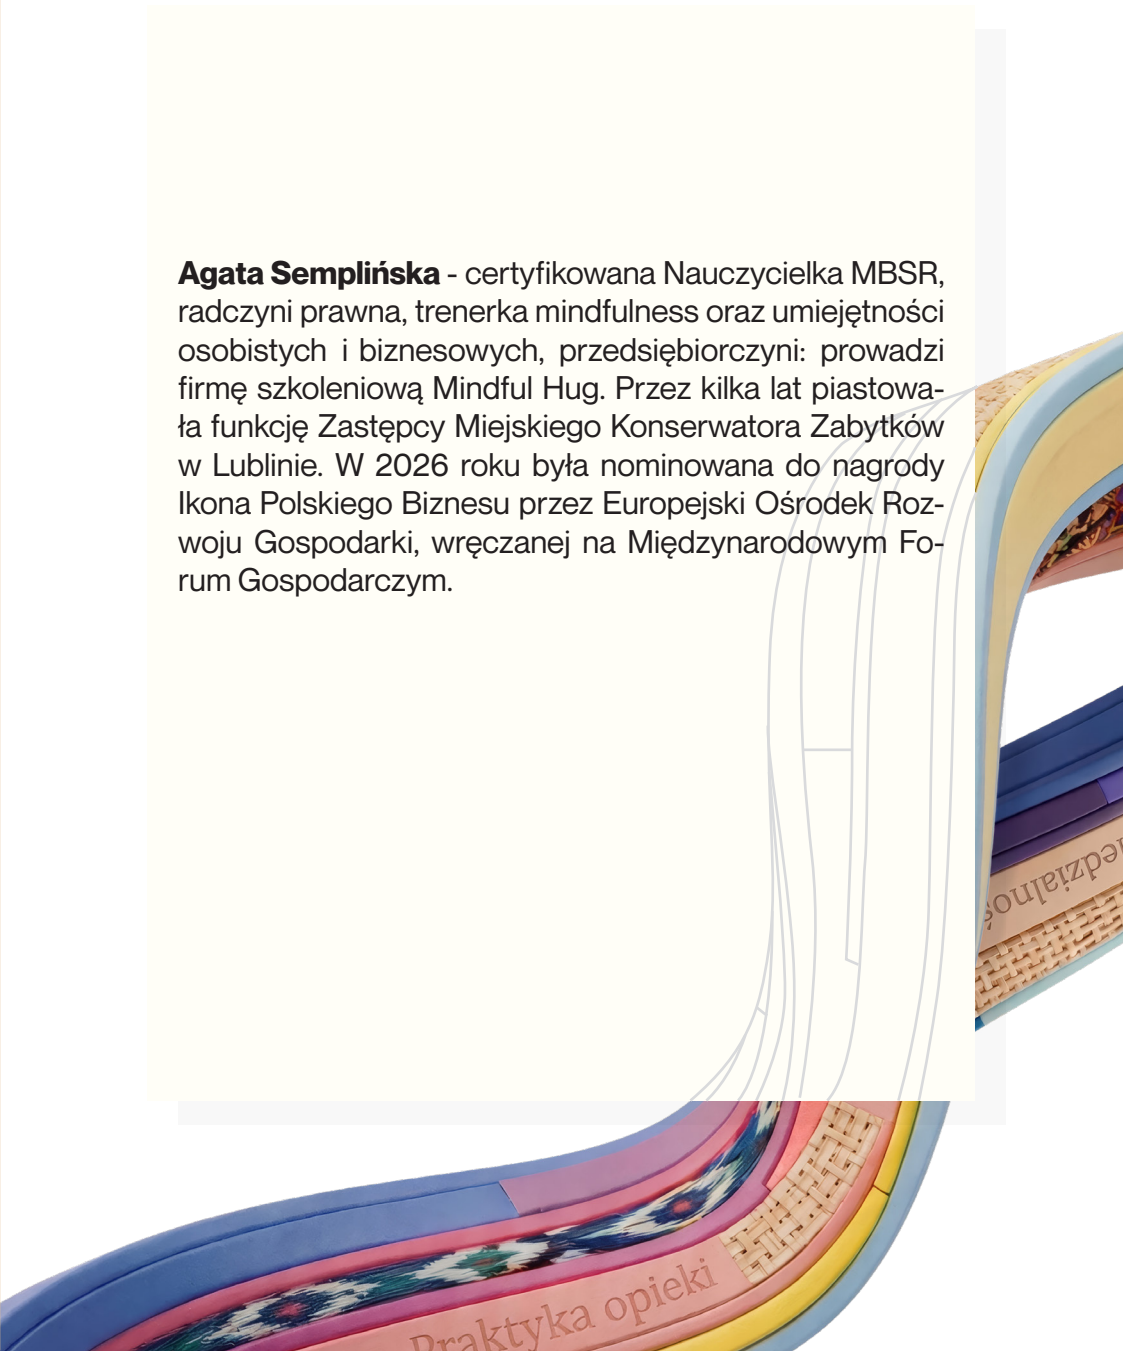 Agata Semplińska - certyfikowana Nauczycielka MBSR,
radczyni prawna, trenerka mindfulness oraz umiejętności
osobistych i biznesowych, przedsiębiorczyni: prowadzi
firmę szkoleniową Mindful Hug. Przez kilka lat piastowa-
ła funkcję Zastępcy Miejskiego Konserwatora Zabytków
w Lublinie. W 2026 roku była nominowana do nagrody
Ikona Polskiego Biznesu przez Europejski Ośrodek Roz-
woju Gospodarki, wręczanej na Międzynarodowym Fo-
rum Gospodarczym.
Praktyka opieki